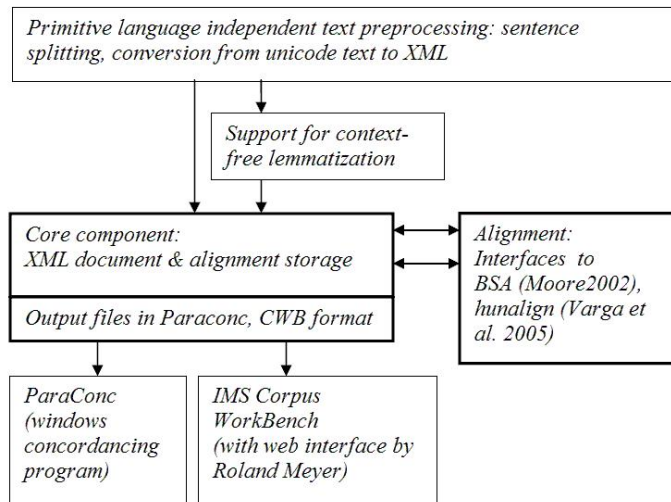 Primitive language independent text preprocessing: sentence
splitting, conversion from unicode text to XML
Support for context-
free lemmatization
Core component:
XML document & alignment storage
Alignment:
Interfaces to
BSA (Moore2002),
hunalign (Varga et
al. 2005)
Output files in Paraconc, CWB format
ParaConc
(windows
concordancing
program)
IMS Corpus
WorkBench
(with web interface by
Roland Meyer)